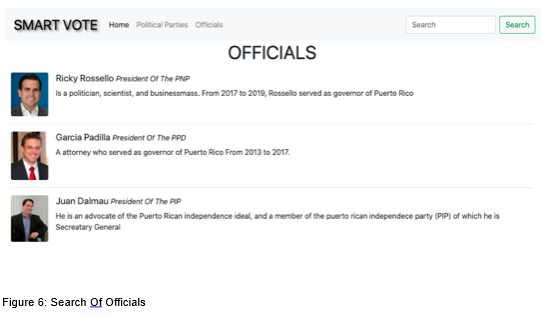 SMART VOTE Home Political Parties Officials Search Search
OFFICIALS
Ricky Rossello President Of The PNP
Is a politician, scientist, and businessmass. From 2017 to 2019, Rossello served as governor of Puerto Rico
Garcia Padilla President Of The PPD
A attorney who served as governor of Puerto Rico From 2013 to 2017.
Juan Dalmau President Of The PIP
He is an advocate of the Puerto Rican independence ideal, and a member of the puerto rican independece party (PIP) of which he is
Secreatary General
Figure 6: Search Of Officials